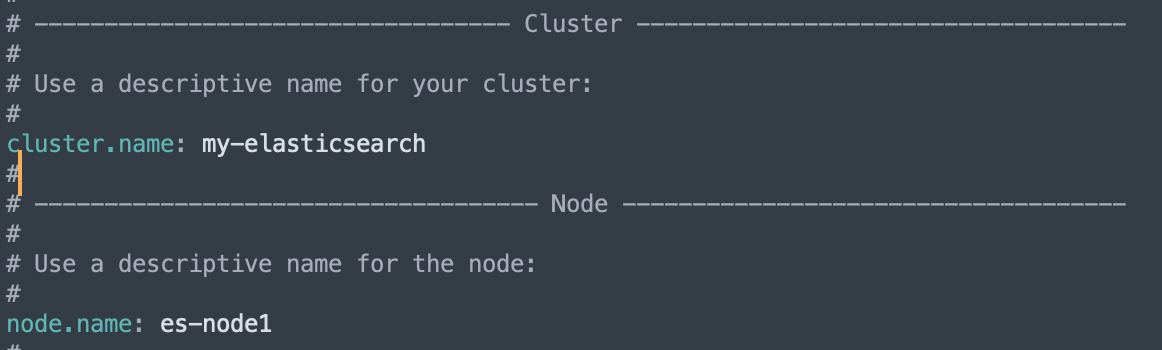 #
# ---------------------------------- Cluster -----------------------------------
#
# Use a descriptive name for your cluster:
#
cluster.name: my-elasticsearch
#
# ------------------------------------ Node ------------------------------------
#
# Use a descriptive name for the node:
#
node.name: es-node1
#